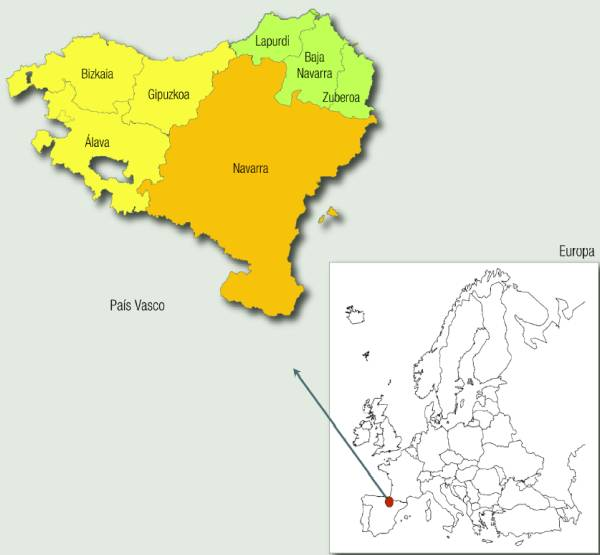 Lapurdi
Baja
Navarra
Zuberoa
Bizkaia
Gipuzkoa
Álava
Navarra
Europa
País Vasco